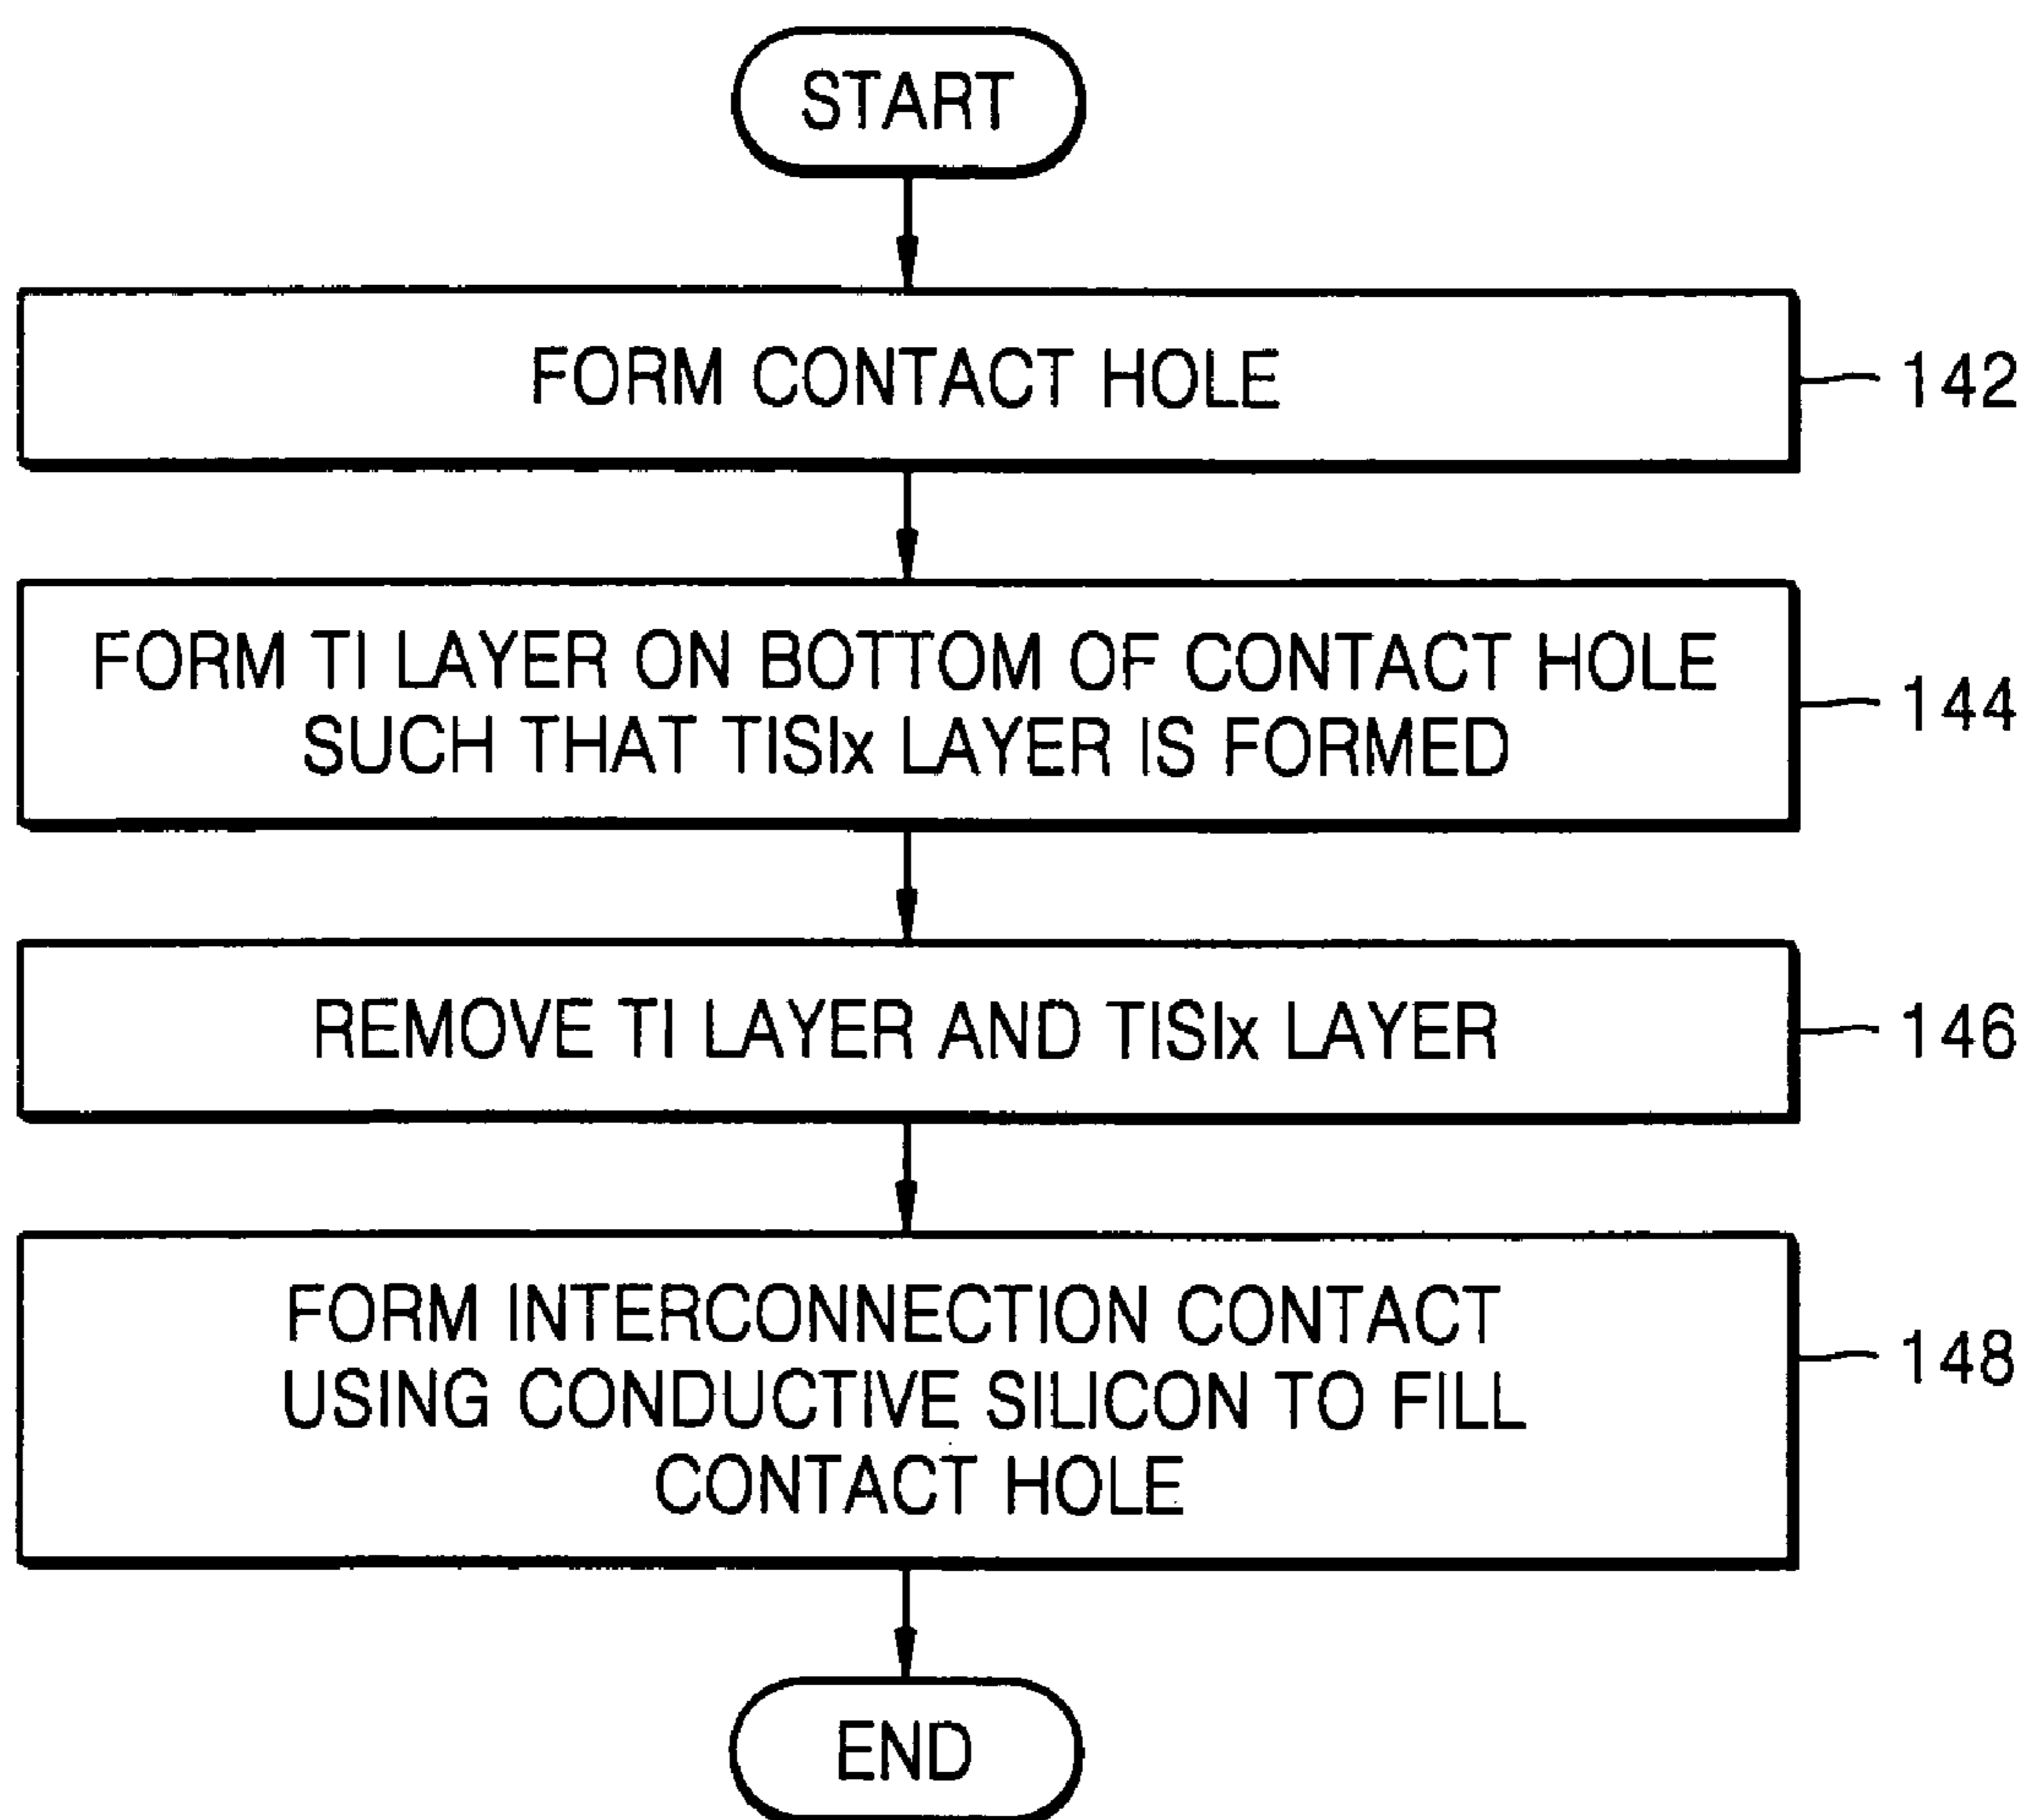 START
FORM CONTACT HOLE
142
FORM TI LAYER ON BOTTOM OF CONTACT HOLE
SUCH THAT TISIx LAYER IS FORMED
144
REMOVE TI LAYER AND TISIx LAYER
146
FORM INTERCONNECTION CONTACT
USING CONDUCTIVE SILICON TO FILL
CONTACT HOLE
148
END